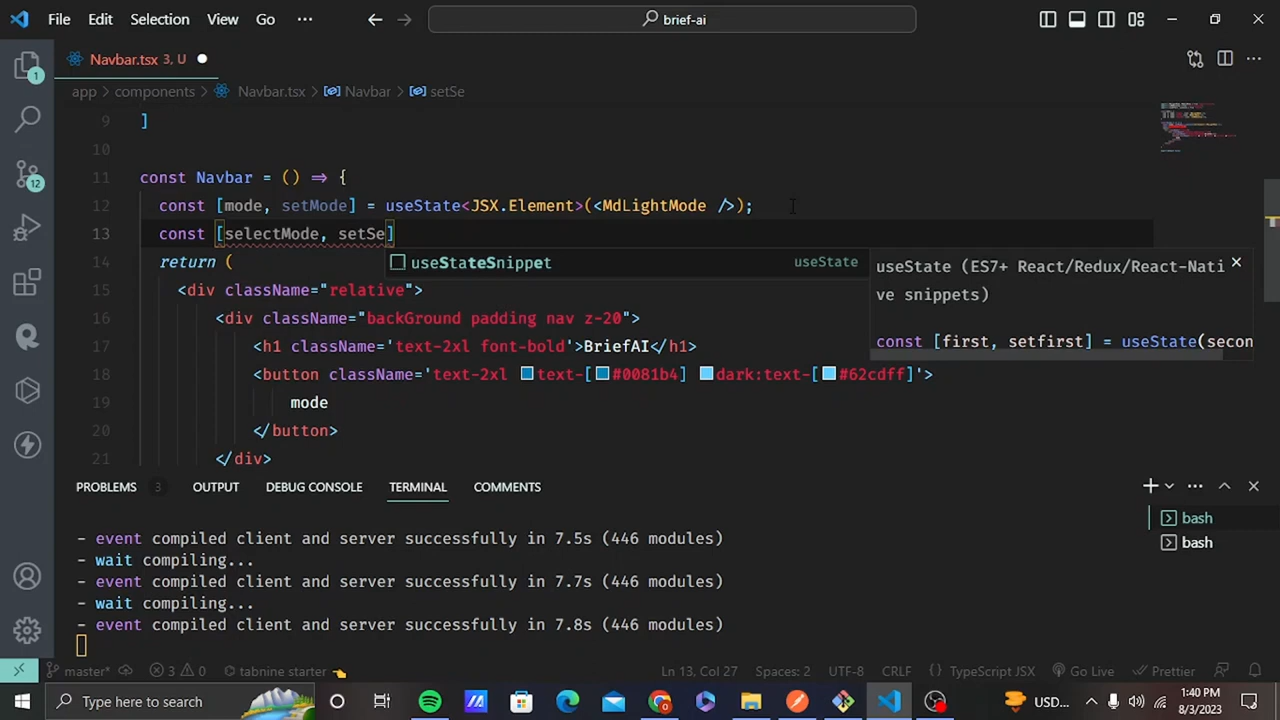 File Edit Selection View Go ··· brief-ai
1
Navbar.tsx 3, U
app > components > Navbar.tsx > Navbar > setSe
9 ]
10
11 const Navbar = () => {
12 const [mode, setMode] = useState<JSX.Element>(<MdLightMode />);
13 const [selectMode, setSe]
14 return (
useStateSnippet useState
useState (ES7+ React/Redux/React-Nati
ve snippets)
const [first, setfirst] = useState(secon
15 <div className="relative">
16 <div className="backGround padding nav z-20">
17 <h1 className='text-2xl font-bold'>BriefAI</h1>
18 <button className='text-2xl text-[#0081b4] dark:text-[#62cdff]'>
19 mode
20 </button>
21 </div>
12
PROBLEMS 3 OUTPUT DEBUG CONSOLE TERMINAL COMMENTS
- event compiled client and server successfully in 7.5s (446 modules)
- wait compiling...
- event compiled client and server successfully in 7.7s (446 modules)
- wait compiling...
- event compiled client and server successfully in 7.8s (446 modules)
bash
bash
master* 3 0 tabnine starter Ln 13, Col 27 Spaces: 2 UTF-8 CRLF {} TypeScript JSX Go Live Prettier
Type here to search USD... 1:40 PM
8/3/2023